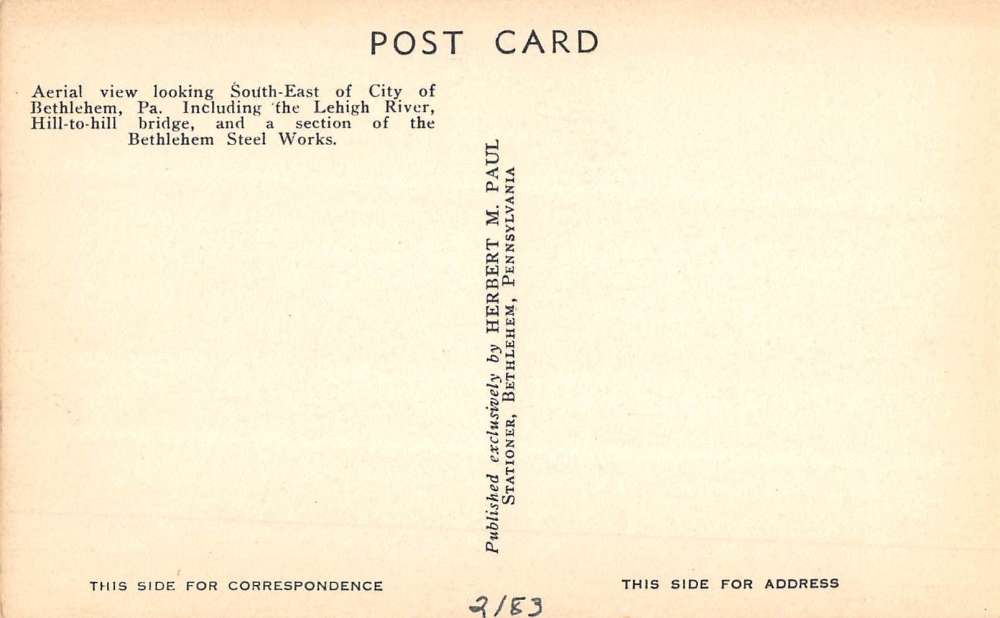 POST CARD
Aerial view looking South-East of City of
Bethlehem, Pa. Including the Lehigh River,
Hill-to-hill bridge, and a section of the
Bethlehem Steel Works.
Published exclusively by HERBERT M. PAUL
STATIONER, BETHLEHEM, PENNSYLVANIA
THIS SIDE FOR CORRESPONDENCE
THIS SIDE FOR ADDRESS
2/83